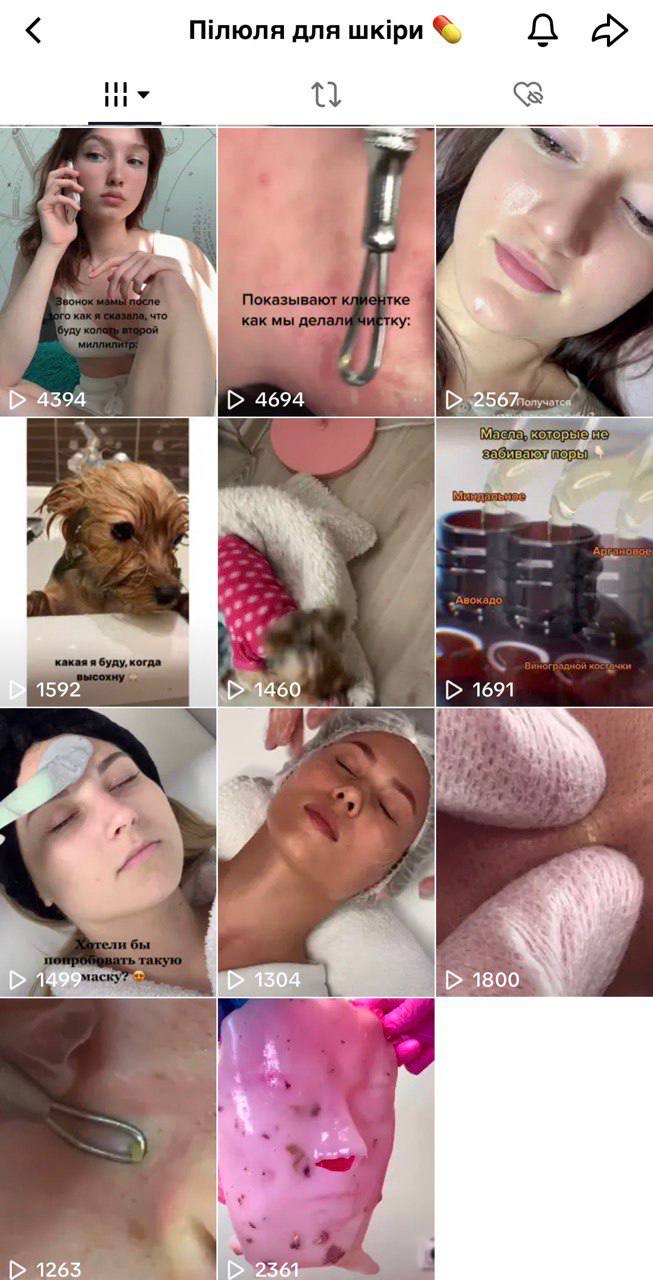 Пілюля для шкіри 💊
Звонок мамы после
того как я сказала, что
буду колоть второй
миллилитр:
4394
Показывают клиентке
как мы делали чистку:
4694
Получатся
2567
какая я буду, когда
высохну
1592
1460
Масла, которые не
забивают поры 👇🏻
Миндальное
Аргановое
Авокадо
Виноградной косточки
1691
Хотели бы
попробовать такую
маску? 😍
1499
1304
1800
1263
2361